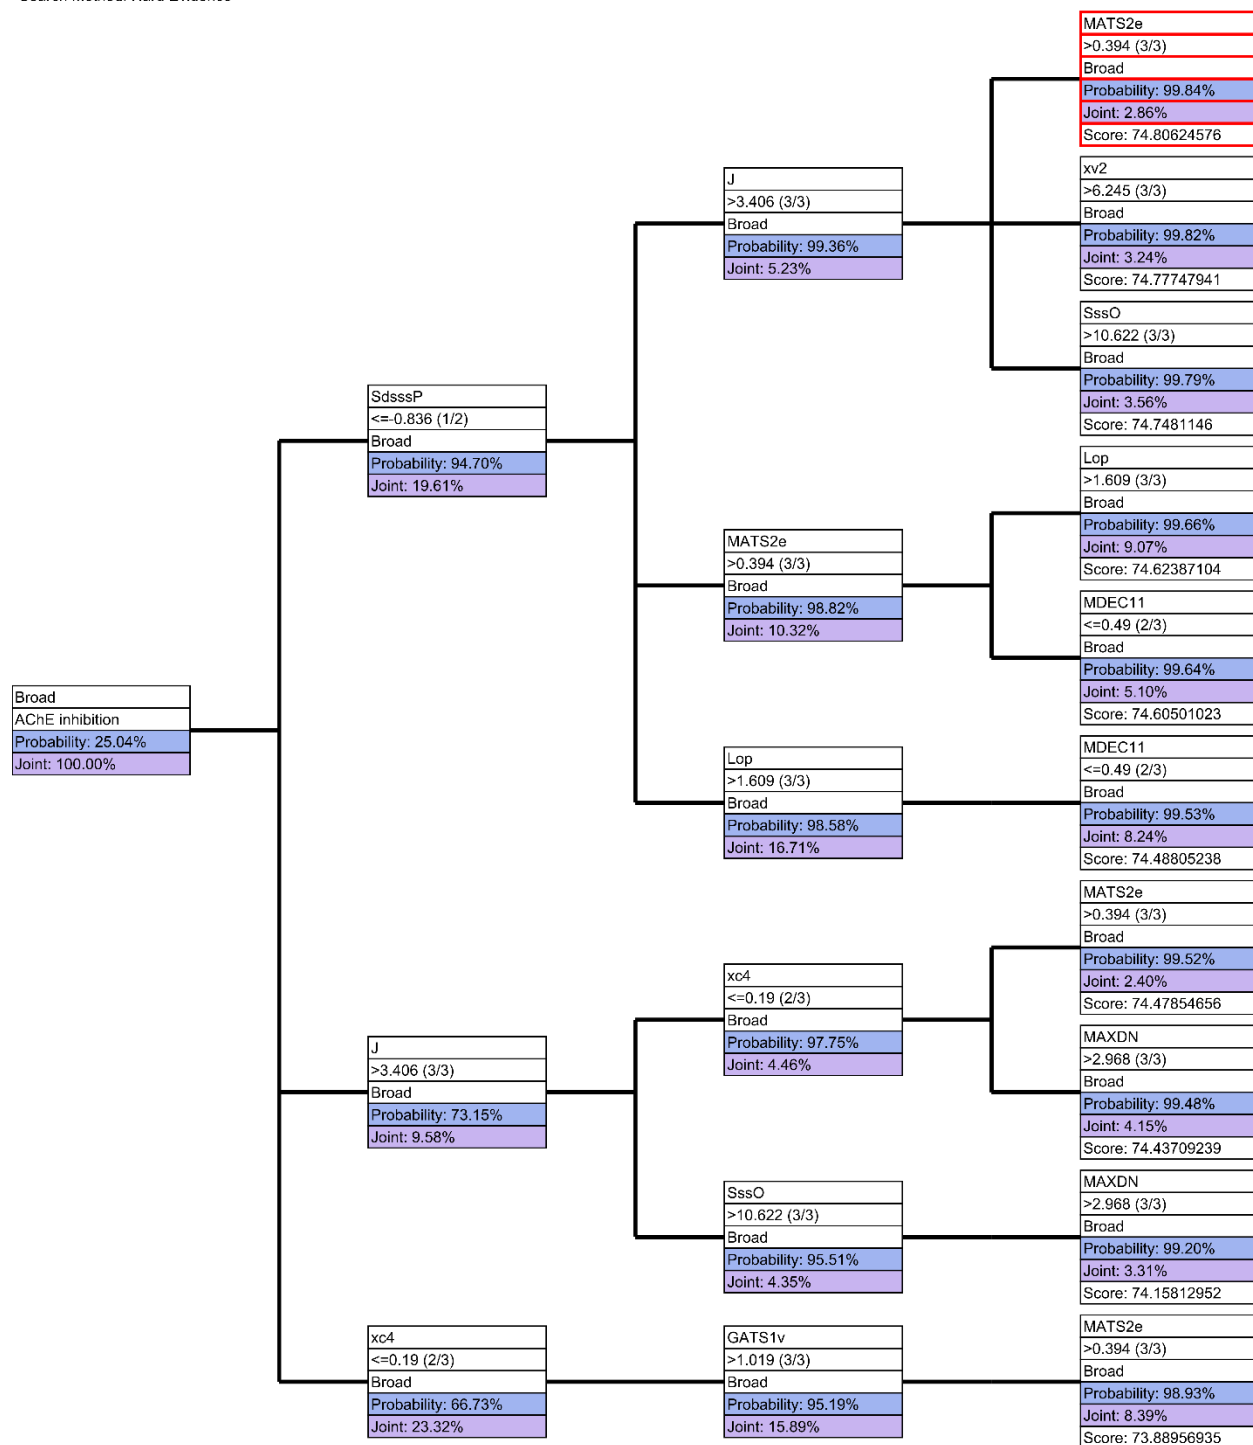 MATS2e
>0.394 (3/3)
Broad
Probability: 99.84%
Joint: 2.86%
Score: 74.80624576
xv2
>6.245 (3/3)
Broad
Probability: 99.82%
Joint: 3.24%
Score: 74.77747941
J
>3.406 (3/3)
Broad
Probability: 99.36%
Joint: 5.23%
SssO
>10.622 (3/3)
Broad
Probability: 99.79%
Joint: 3.56%
Score: 74.7481146
SdsssP
<=-0.836 (1/2)
Broad
Probability: 94.70%
Joint: 19.61%
Lop
>1.609 (3/3)
Broad
Probability: 99.66%
Joint: 9.07%
Score: 74.62387104
MATS2e
>0.394 (3/3)
Broad
Probability: 98.82%
Joint: 10.32%
MDEC11
<=0.49 (2/3)
Broad
Probability: 99.64%
Joint: 5.10%
Score: 74.60501023
Broad
AChE inhibition
Probability: 25.04%
Joint: 100.00%
Lop
>1.609 (3/3)
Broad
Probability: 98.58%
Joint: 16.71%
MDEC11
<=0.49 (2/3)
Broad
Probability: 99.53%
Joint: 8.24%
Score: 74.48805238
MATS2e
>0.394 (3/3)
Broad
Probability: 99.52%
Joint: 2.40%
Score: 74.47854656
xc4
<=0.19 (2/3)
Broad
Probability: 97.75%
Joint: 4.46%
J
>3.406 (3/3)
Broad
Probability: 73.15%
Joint: 9.58%
MAXDN
>2.968 (3/3)
Broad
Probability: 99.48%
Joint: 4.15%
Score: 74.43709239
SssO
>10.622 (3/3)
Broad
Probability: 95.51%
Joint: 4.35%
MAXDN
>2.968 (3/3)
Broad
Probability: 99.20%
Joint: 3.31%
Score: 74.15812952
xc4
<=0.19 (2/3)
Broad
Probability: 66.73%
Joint: 23.32%
GATS1v
>1.019 (3/3)
Broad
Probability: 95.19%
Joint: 15.89%
MATS2e
>0.394 (3/3)
Broad
Probability: 98.93%
Joint: 8.39%
Score: 73.88956935